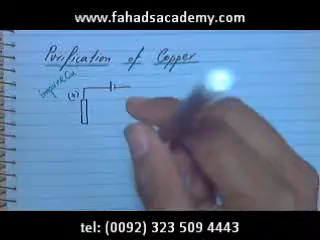 www.fahadsacademy.com
Purification of Copper
Impure Cu
(+)
tel: (0092) 323 509 4443